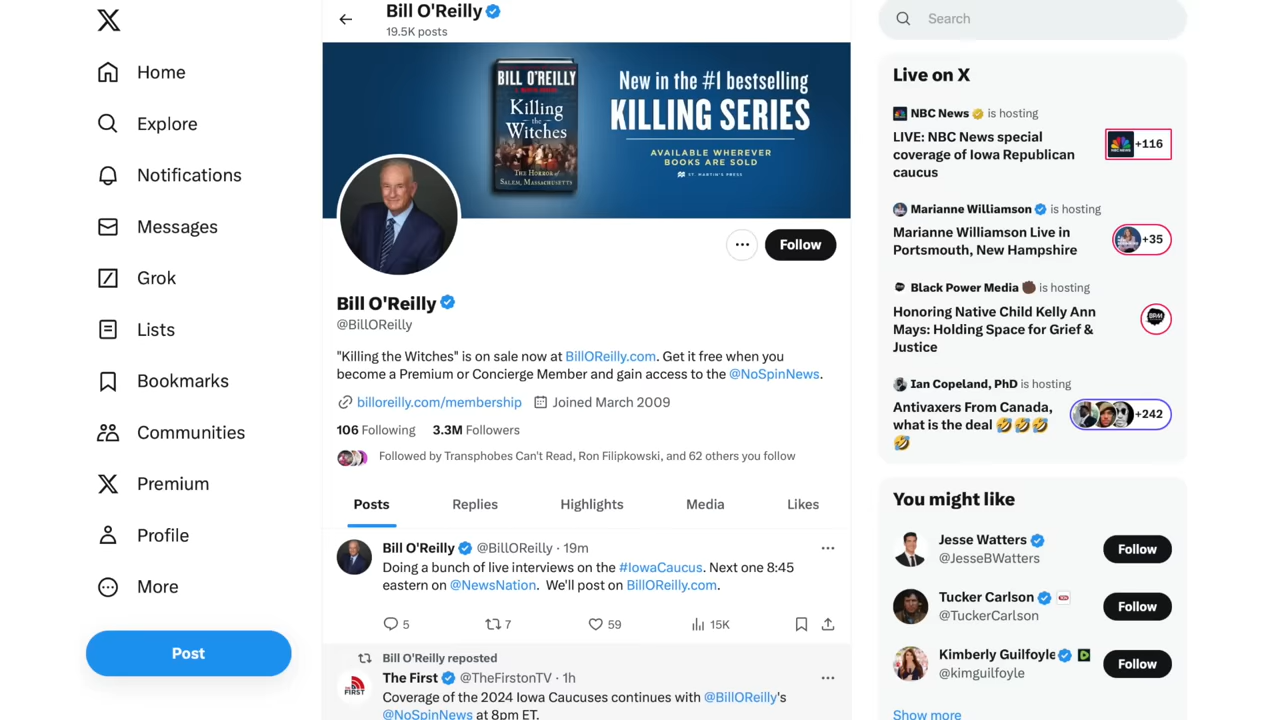 Home
Explore
Notifications
Messages
Grok
Lists
Bookmarks
Communities
Premium
Profile
More
Post
Bill O'Reilly
19.5K posts
BILL O'REILLY
Killing
the
Witches
THE HORROR of
SALEM, MASSACHUSETTS
New in the #1 bestselling
KILLING SERIES
AVAILABLE WHEREVER
BOOKS ARE SOLD
ST. MARTIN'S PRESS
Follow
Bill O'Reilly
@BillOReilly
"Killing the Witches" is on sale now at BillOReilly.com. Get it free when you
become a Premium or Concierge Member and gain access to the @NoSpinNews.
billoreilly.com/membership Joined March 2009
106 Following 3.3M Followers
Followed by Transphobes Can't Read, Ron Filipkowski, and 62 others you follow
Posts Replies Highlights Media Likes
Bill O'Reilly @BillOReilly · 19m
Doing a bunch of live interviews on the #IowaCaucus. Next one 8:45
eastern on @NewsNation. We'll post on BillOReilly.com.
5 7 59 15K
Bill O'Reilly reposted
The First @TheFirstonTV · 1h
FIRST
Coverage of the 2024 Iowa Caucuses continues with @BillOReilly's
@NoSpinNews at 8pm ET.
Search
Live on X
NBC News is hosting
LIVE: NBC News special
coverage of Iowa Republican
caucus
NBC NEWS
+116
Marianne Williamson is hosting
Marianne Williamson Live in
Portsmouth, New Hampshire
+35
Black Power Media is hosting
Honoring Native Child Kelly Ann
Mays: Holding Space for Grief &
Justice
BPM
Ian Copeland, PhD is hosting
Antivaxers From Canada,
what is the deal 🤣🤣🤣
🤣
+242
You might like
Jesse Watters
@JesseBWatters
Follow
Tucker Carlson
@TuckerCarlson
Follow
Kimberly Guilfoyle
@kimguilfoyle
Follow
Show more